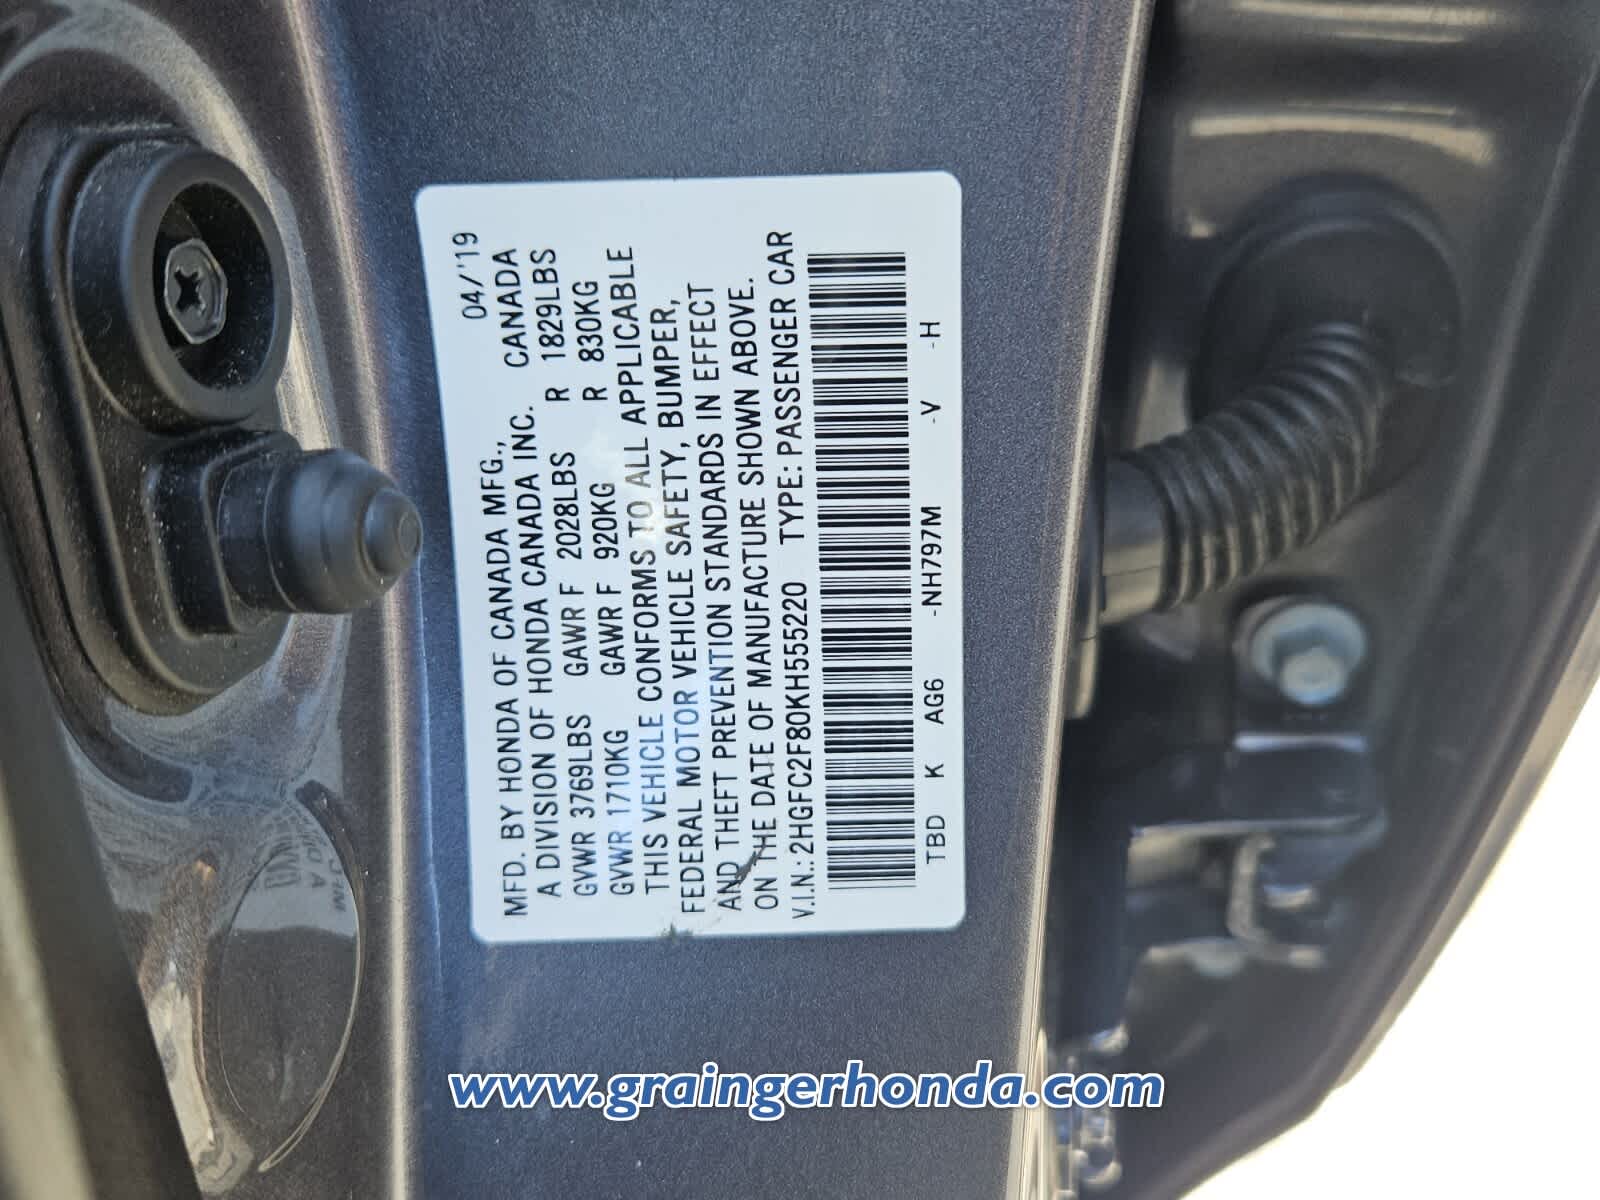 04/'19
MFD. BY HONDA OF CANADA MFG.,
A DIVISION OF HONDA CANADA INC. CANADA
GVWR 3769LBS GAWR F 2028LBS R 1829LBS
GVWR 1710KG GAWR F 920KG R 830KG
THIS VEHICLE CONFORMS TO ALL APPLICABLE
FEDERAL MOTOR VEHICLE SAFETY, BUMPER,
AND THEFT PREVENTION STANDARDS IN EFFECT
ON THE DATE OF MANUFACTURE SHOWN ABOVE.
V.I.N.: 2HGFC2F80KH555220 TYPE: PASSENGER CAR
TBD K AG6 -NH797M -V -H
www.graingerhonda.com